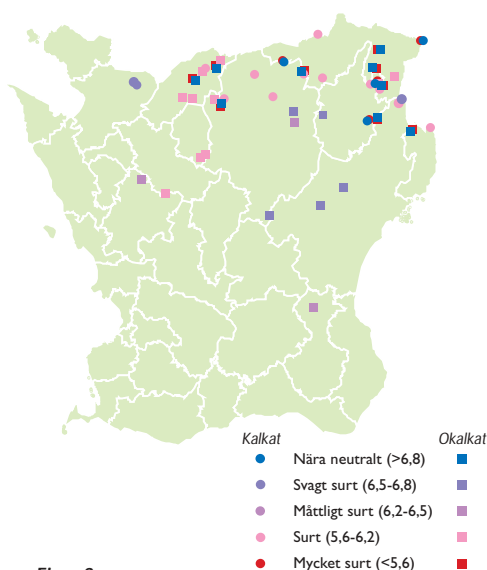 Kalkat Okalkat
Nära neutralt (>6,8)
Svagt surt (6,5-6,8)
Måttligt surt (6,2-6,5)
Surt (5,6-6,2)
Mycket surt (<5,6)